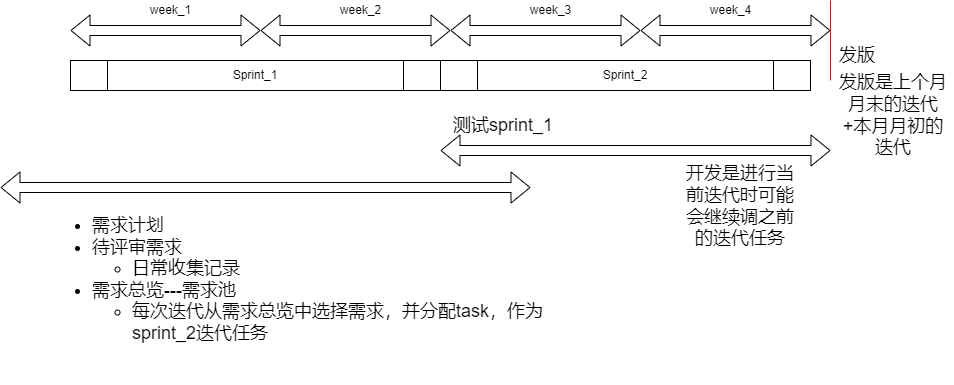 week_1
week_2
week_3
week_4
Sprint_1
Sprint_2
发版
发版是上个月
月末的迭代
+本月月初的
迭代
测试sprint_1
开发是进行当
前迭代时可能
会继续调之前
的迭代任务
需求计划
待评审需求
日常收集记录
需求总览---需求池
每次迭代从需求总览中选择需求，并分配task，作为
sprint_2迭代任务